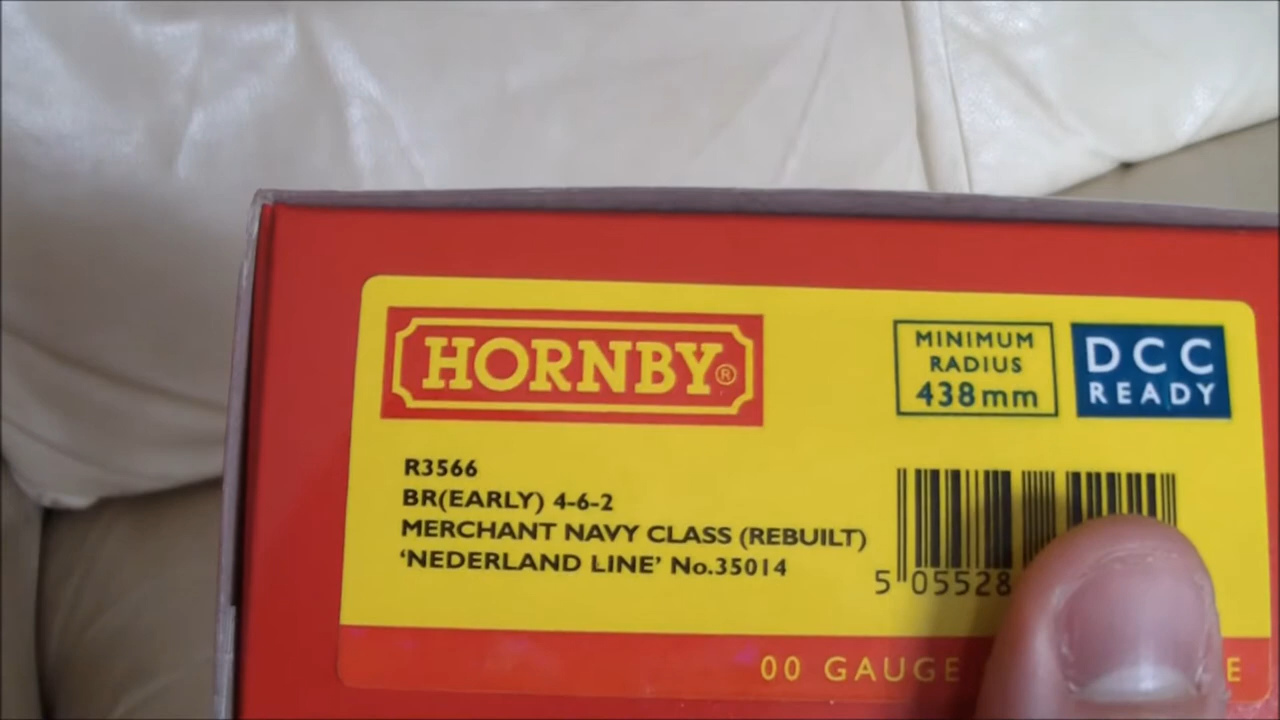 HORNBY®
MINIMUM
RADIUS
438mm
DCC
READY
R3566
BR(EARLY) 4-6-2
MERCHANT NAVY CLASS (REBUILT)
‘NEDERLAND LINE’ No.35014
5 05528
00 GAUGE